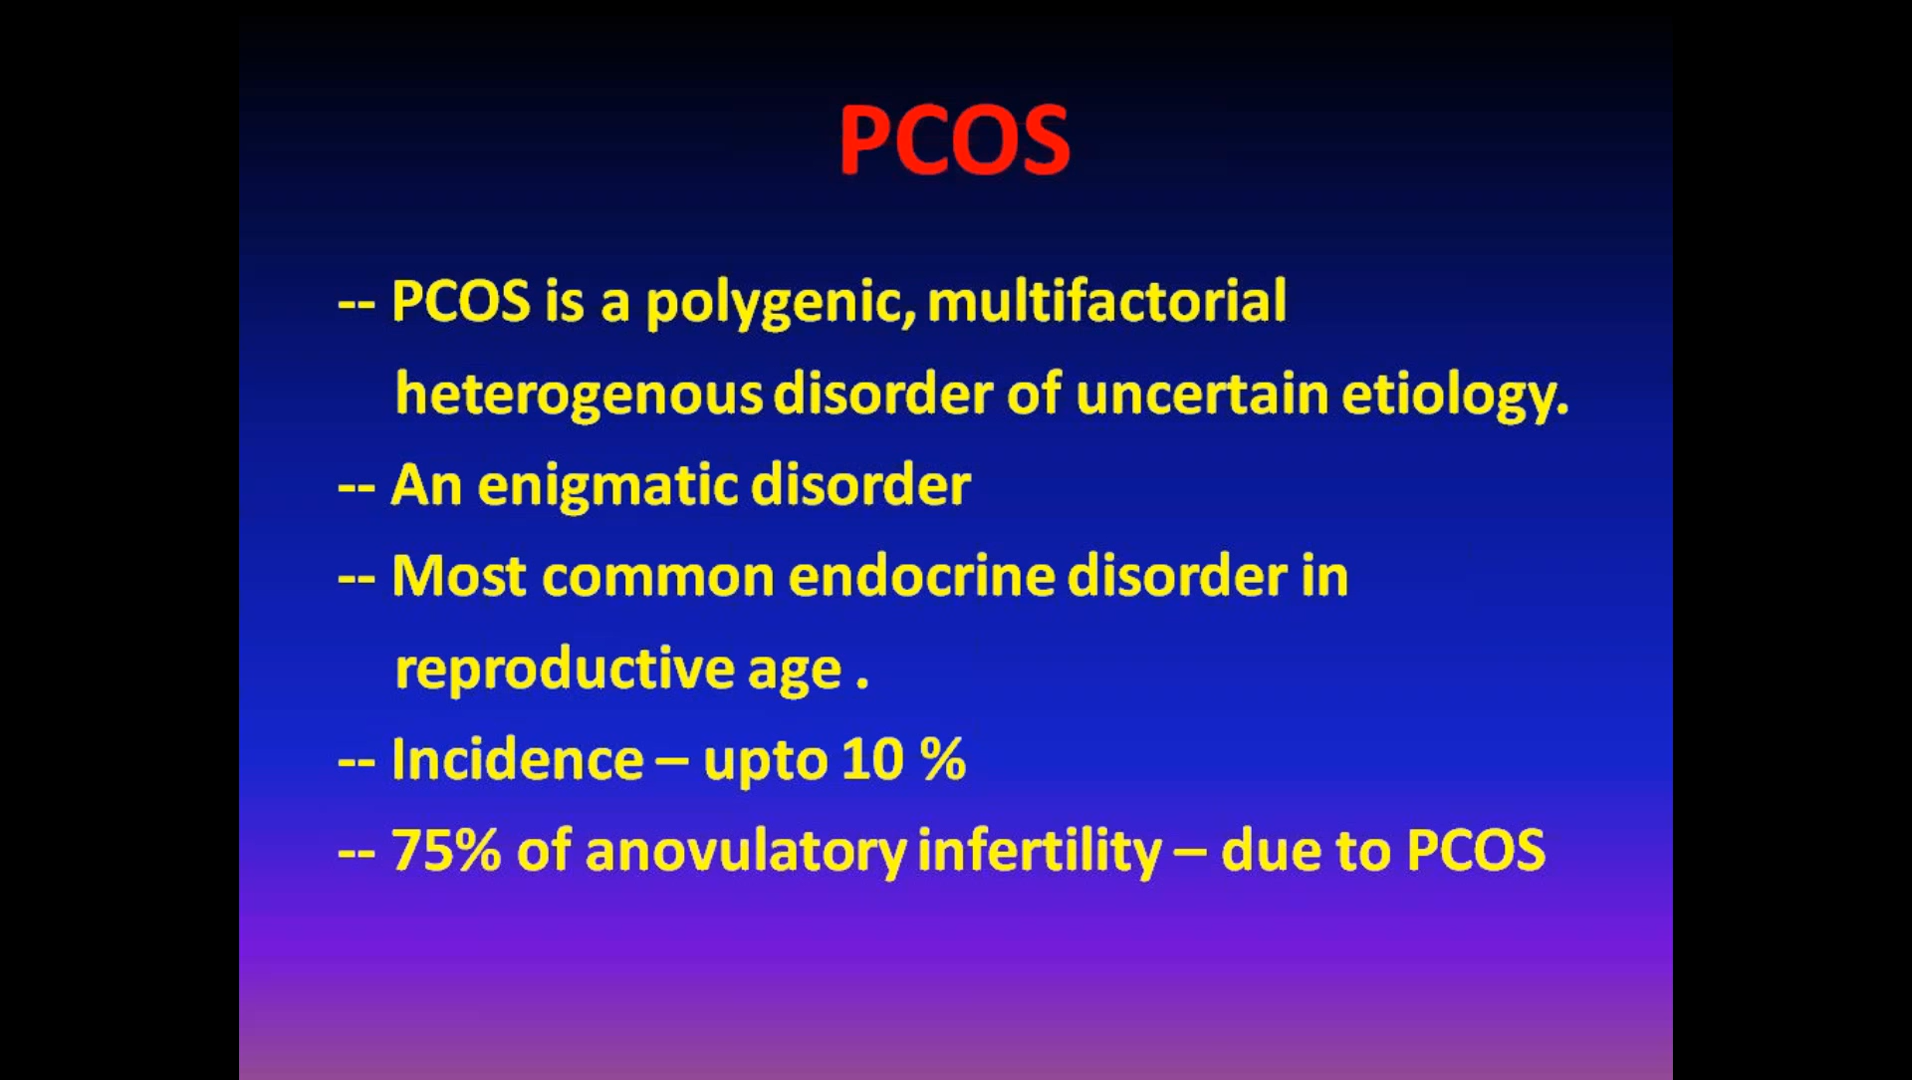 PCOS
-- PCOS is a polygenic, multifactorial
heterogenous disorder of uncertain etiology.
-- An enigmatic disorder
-- Most common endocrine disorder in
reproductive age .
-- Incidence – upto 10 %
-- 75% of anovulatory infertility – due to PCOS